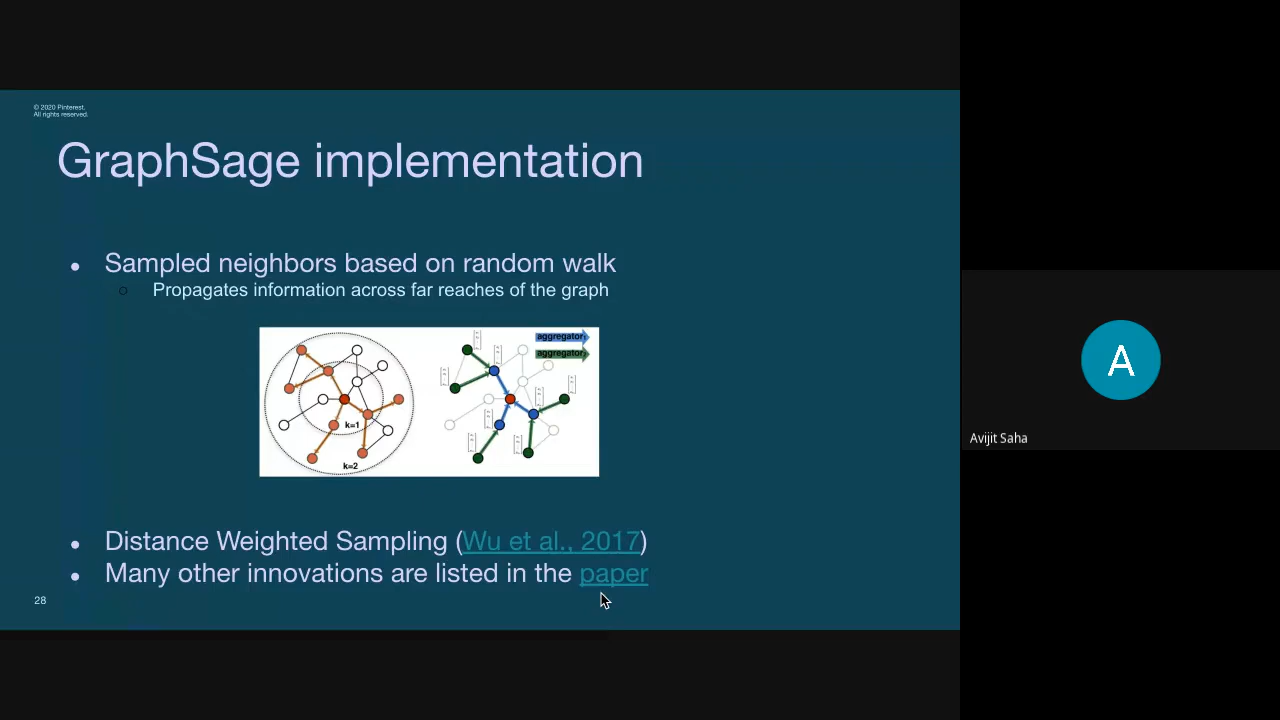 © 2020 Pinterest.
All rights reserved.
GraphSage implementation
Sampled neighbors based on random walk
Propagates information across far reaches of the graph
k=1
k=2
aggregator₁
aggregator₂
Distance Weighted Sampling (Wu et al., 2017)
Many other innovations are listed in the paper
28
A
Avijit Saha